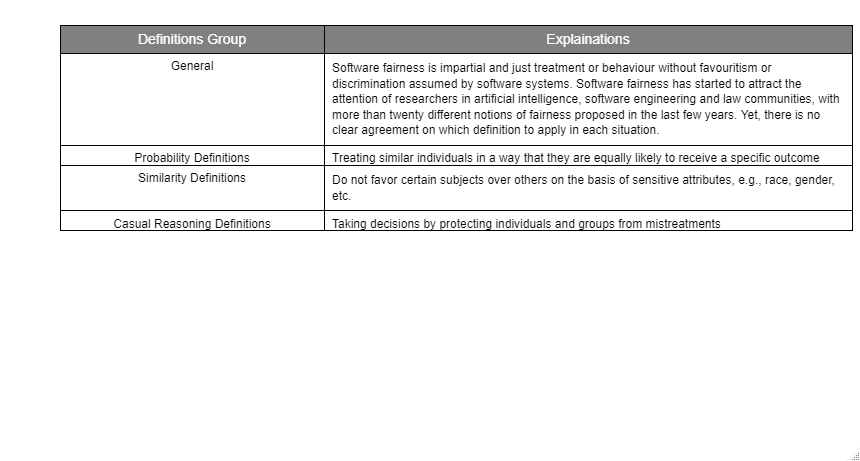 Definitions Group
Explainations
General
Software fairness is impartial and just treatment or behaviour without favouritism or
discrimination assumed by software systems. Software fairness has started to attract the
attention of researchers in artificial intelligence, software engineering and law communities, with
more than twenty different notions of fairness proposed in the last few years. Yet, there is no
clear agreement on which definition to apply in each situation.
Probability Definitions
Treating similar individuals in a way that they are equally likely to receive a specific outcome
Similarity Definitions
Do not favor certain subjects over others on the basis of sensitive attributes, e.g., race, gender,
etc.
Casual Reasoning Definitions
Taking decisions by protecting individuals and groups from mistreatments